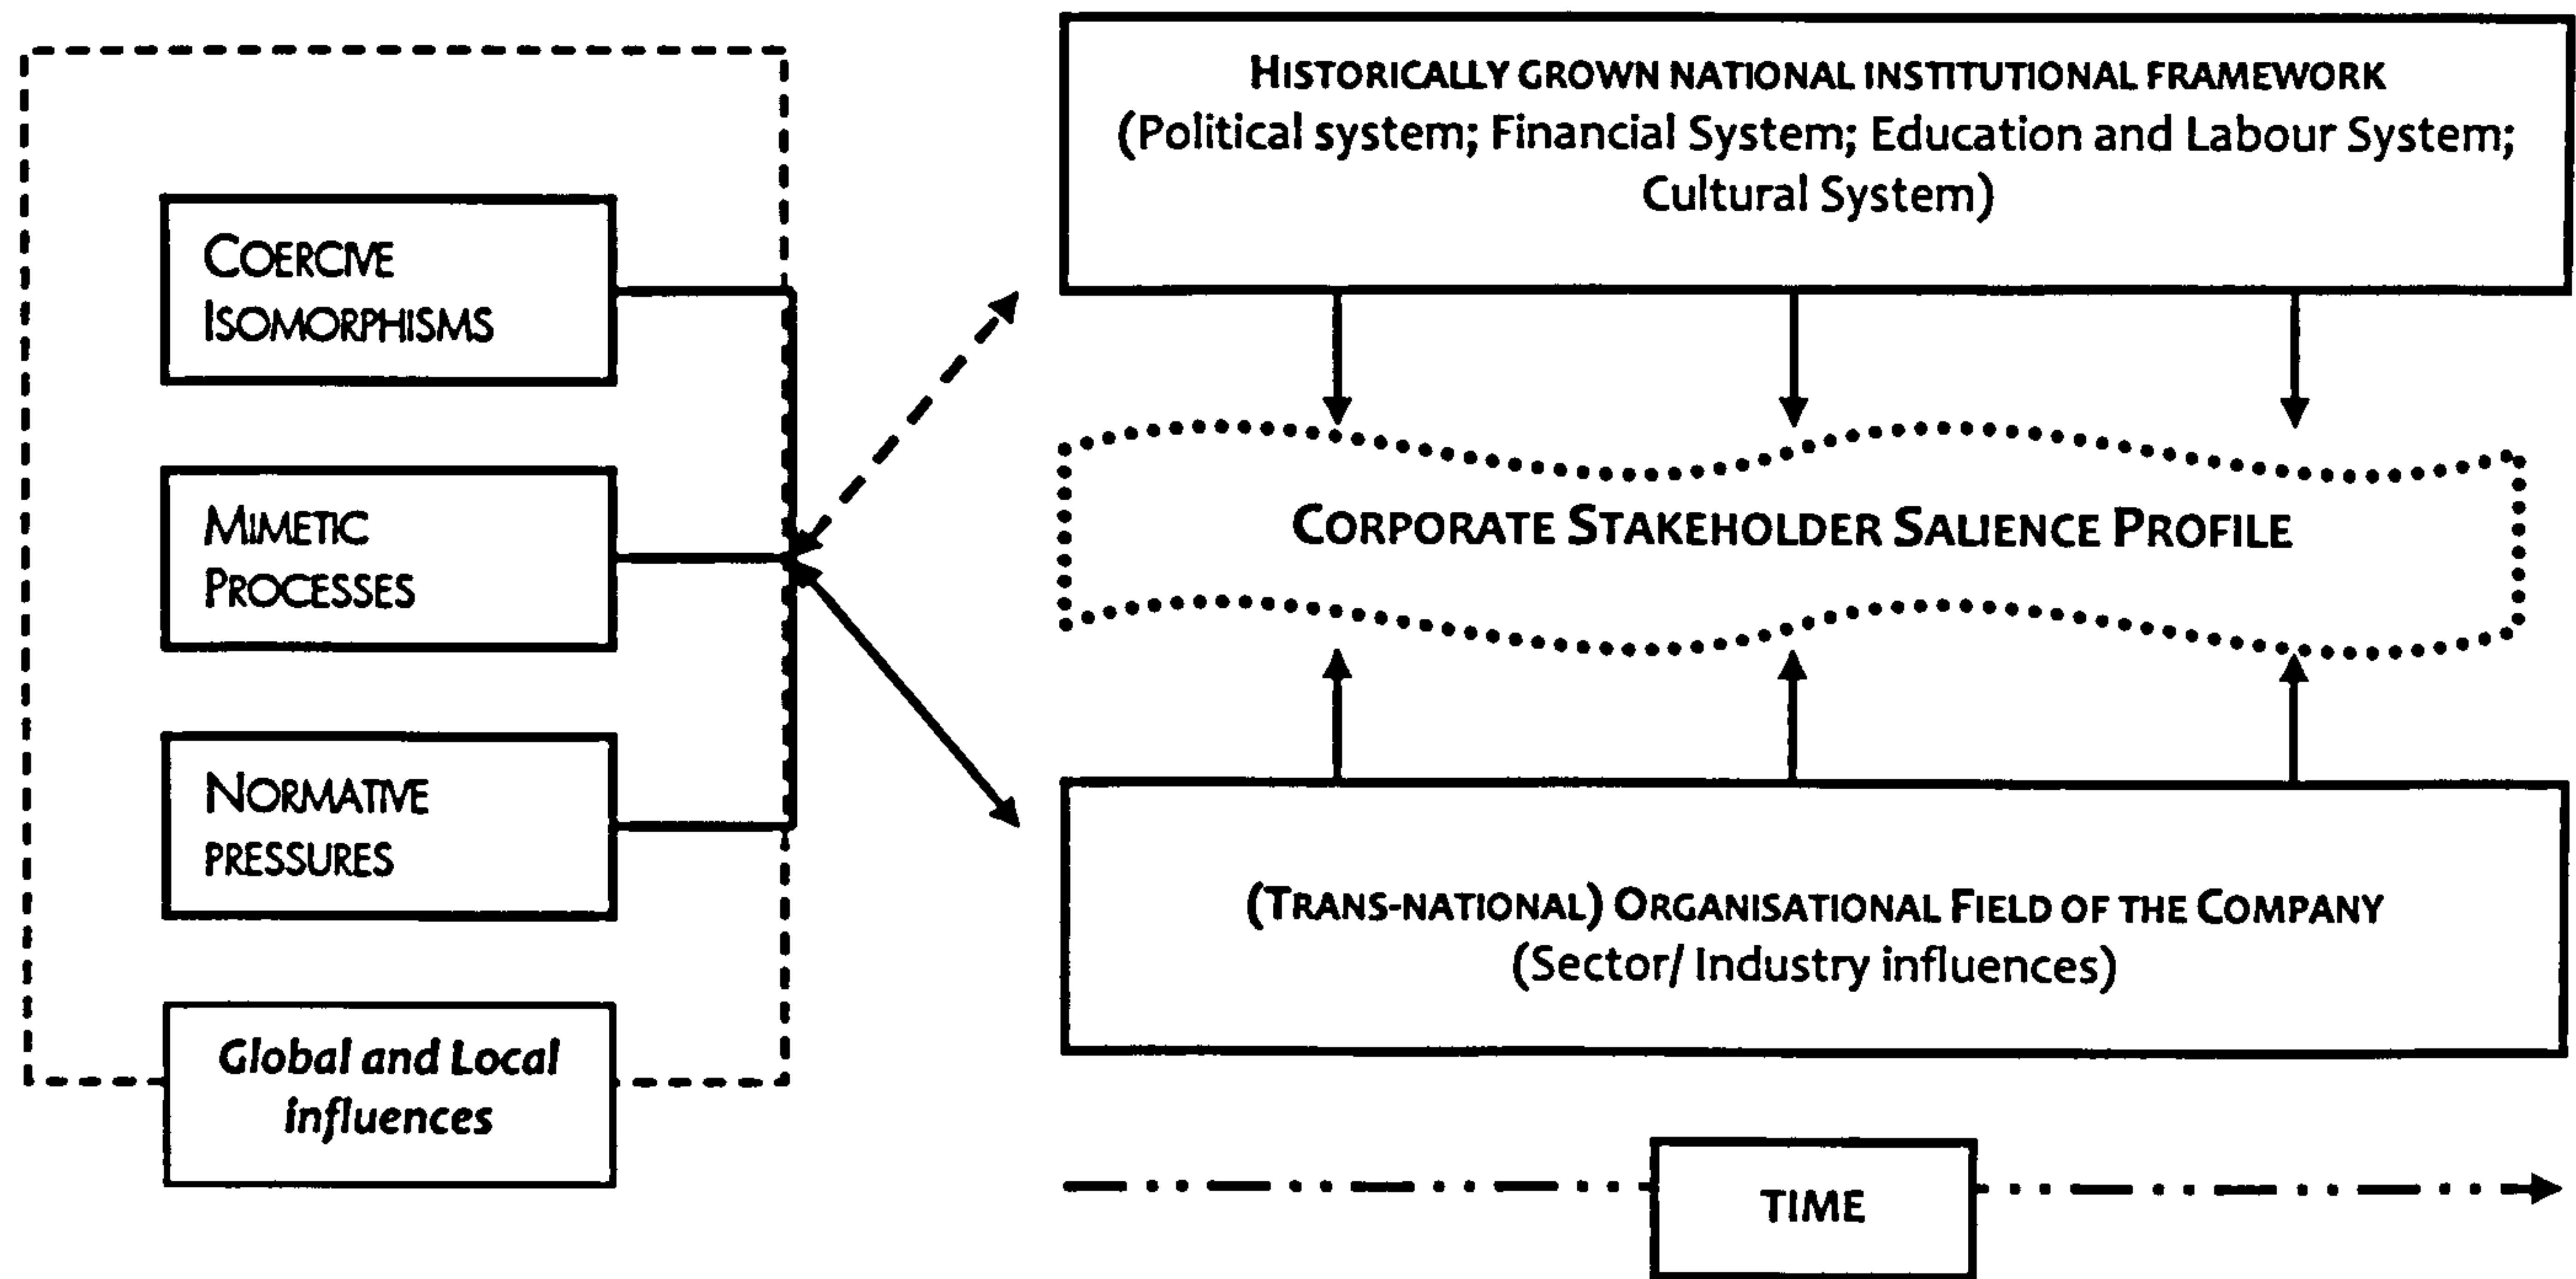 HISTORICALLY GROWN NATIONAL INSTITUTIONAL FRAMEWORK
(Political system; Financial System; Education and Labour System;
Cultural System)
COERCIVE
ISOMORPHISMS
MIMETIC
PROCESSES
NORMATIVE
PRESSURES
Global and Local
influences
CORPORATE STAKEHOLDER SALIENCE PROFILE
(TRANS-NATIONAL) ORGANISATIONAL FIELD OF THE COMPANY
(Sector/ Industry influences)
TIME